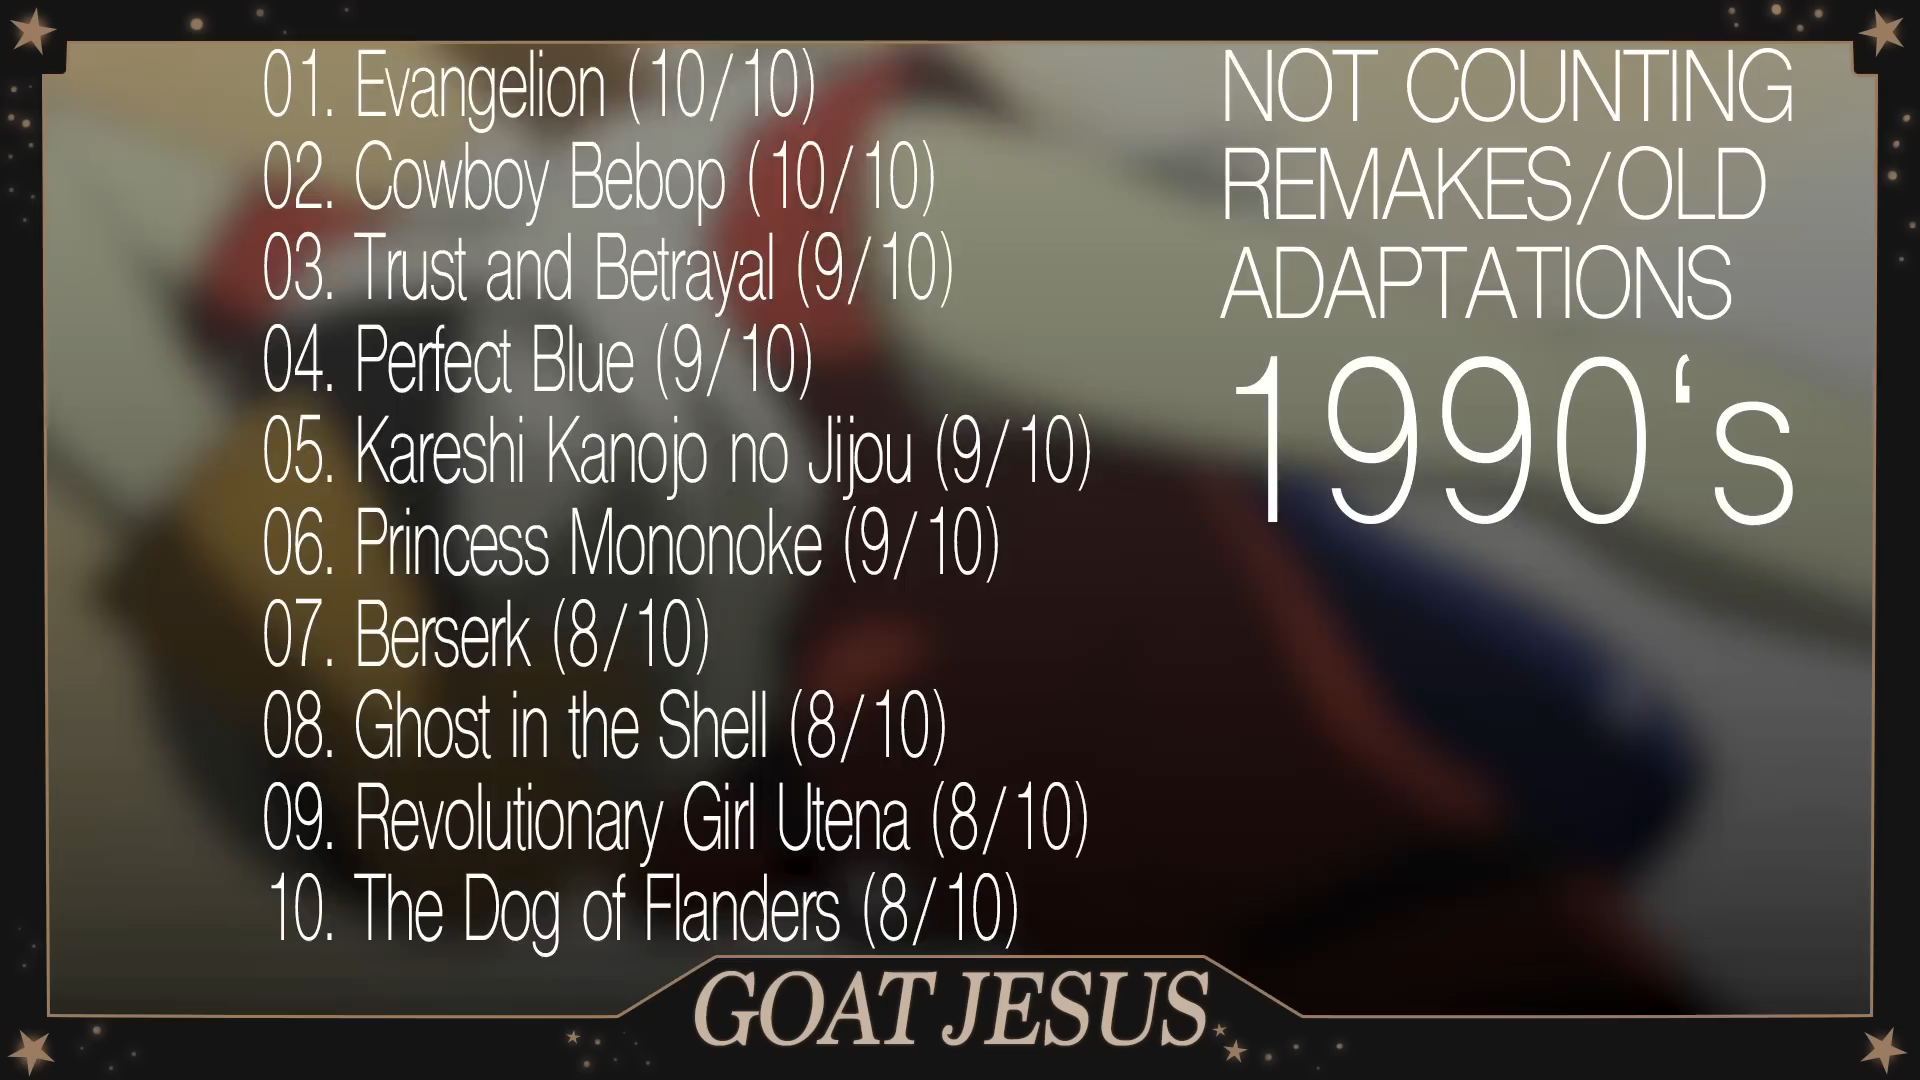 01. Evangelion (10/10)
02. Cowboy Bebop (10/10)
03. Trust and Betrayal (9/10)
04. Perfect Blue (9/10)
05. Kareshi Kanojo no Jijou (9/10)
06. Princess Mononoke (9/10)
07. Berserk (8/10)
08. Ghost in the Shell (8/10)
09. Revolutionary Girl Utena (8/10)
10. The Dog of Flanders (8/10)
NOT COUNTING
REMAKES/OLD
ADAPTATIONS
1990‘s
GOAT JESUS